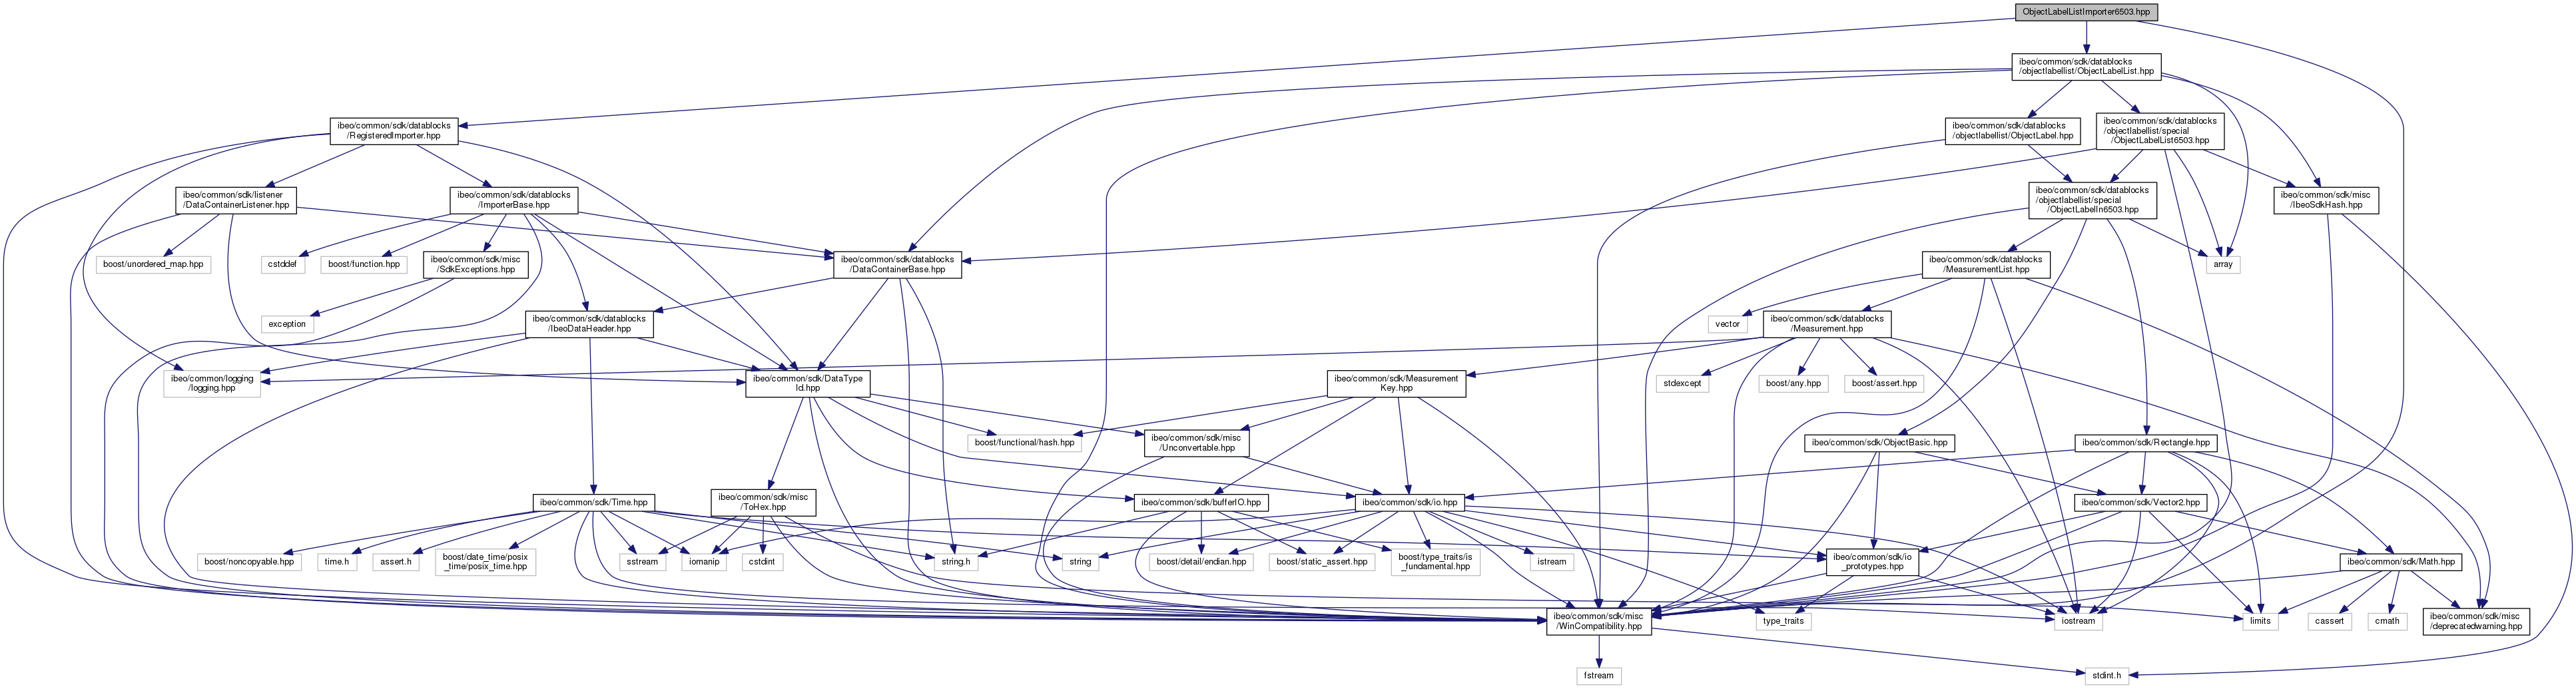 ObjectLabelListImporter6503.hpp
ibeo/common/sdk/datablocks
/objectlabellist/ObjectLabelList.hpp
ibeo/common/sdk/datablocks
/RegisteredImporter.hpp
ibeo/common/sdk/datablocks
/objectlabellist/ObjectLabel.hpp
ibeo/common/sdk/datablocks
/objectlabellist/special
/ObjectLabelList6503.hpp
ibeo/common/sdk/listener
/DataContainerListener.hpp
ibeo/common/sdk/datablocks
/ImporterBase.hpp
ibeo/common/sdk/datablocks
/objectlabellist/special
/ObjectLabelIn6503.hpp
ibeo/common/sdk/misc
/IbeoSdkHash.hpp
boost/unordered_map.hpp
cstddef
boost/function.hpp
ibeo/common/sdk/misc
/SdkExceptions.hpp
ibeo/common/sdk/datablocks
/DataContainerBase.hpp
ibeo/common/sdk/datablocks
/MeasurementList.hpp
array
exception
ibeo/common/sdk/datablocks
/IbeoDataHeader.hpp
vector
ibeo/common/sdk/datablocks
/Measurement.hpp
ibeo/common/logging
/logging.hpp
ibeo/common/sdk/DataType
Id.hpp
ibeo/common/sdk/Measurement
Key.hpp
stdexcept
boost/any.hpp
boost/assert.hpp
boost/functional/hash.hpp
ibeo/common/sdk/misc
/Unconvertable.hpp
ibeo/common/sdk/ObjectBasic.hpp
ibeo/common/sdk/Rectangle.hpp
ibeo/common/sdk/Time.hpp
ibeo/common/sdk/misc
/ToHex.hpp
ibeo/common/sdk/bufferIO.hpp
ibeo/common/sdk/io.hpp
ibeo/common/sdk/Vector2.hpp
boost/noncopyable.hpp
time.h
assert.h
boost/date_time/posix
_time/posix_time.hpp
sstream
iomanip
cstdint
string.h
string
boost/detail/endian.hpp
boost/static_assert.hpp
boost/type_traits/is
_fundamental.hpp
istream
ibeo/common/sdk/io
_prototypes.hpp
ibeo/common/sdk/Math.hpp
ibeo/common/sdk/misc
/WinCompatibility.hpp
type_traits
iostream
limits
cassert
cmath
ibeo/common/sdk/misc
/deprecatedwarning.hpp
fstream
stdint.h